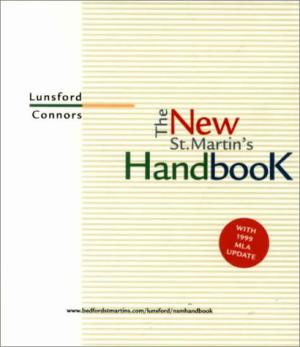 Lunsford
Connors
The New
St.Martin's
HandbooK
WITH
1999
MLA
UPDATE
www.bedfordstmartins.com/lunsford/nsmhandbook